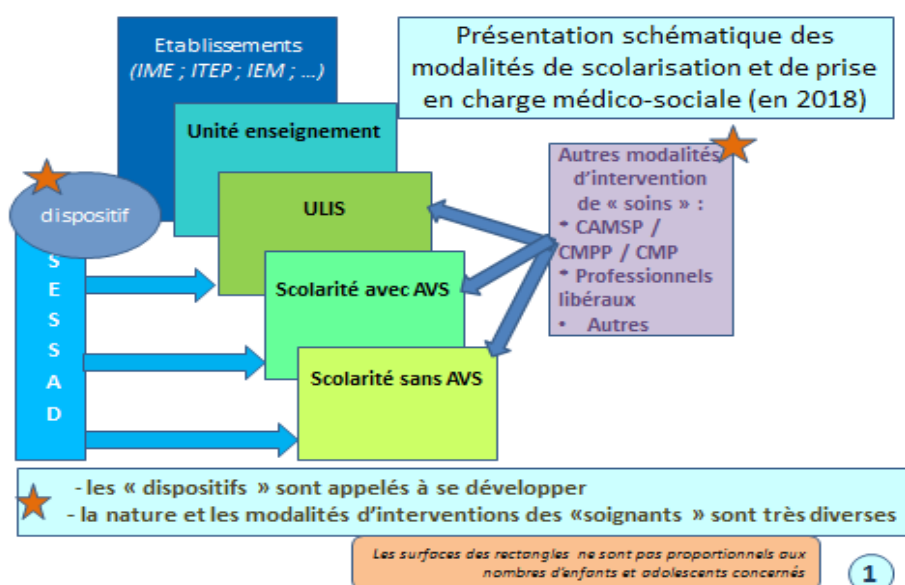 Etablissements
(IME ; ITEP ; IEM ; ...)
Présentation schématique des
modalités de scolarisation et de prise
en charge médico-sociale (en 2018)
Unité enseignement
Autres modalités
d'intervention
de « soins » :
* CAMSP /
CMPP / CMP
* Professionnels
libéraux
• Autres
dispositif
ULIS
S
E
S
S
A
D
Scolarité avec AVS
Scolarité sans AVS
- les « dispositifs » sont appelés à se développer
- la nature et les modalités d'interventions des «soignants » sont très diverses
Les surfaces des rectangles ne sont pas proportionnels aux
nombres d'enfants et adolescents concernés
1